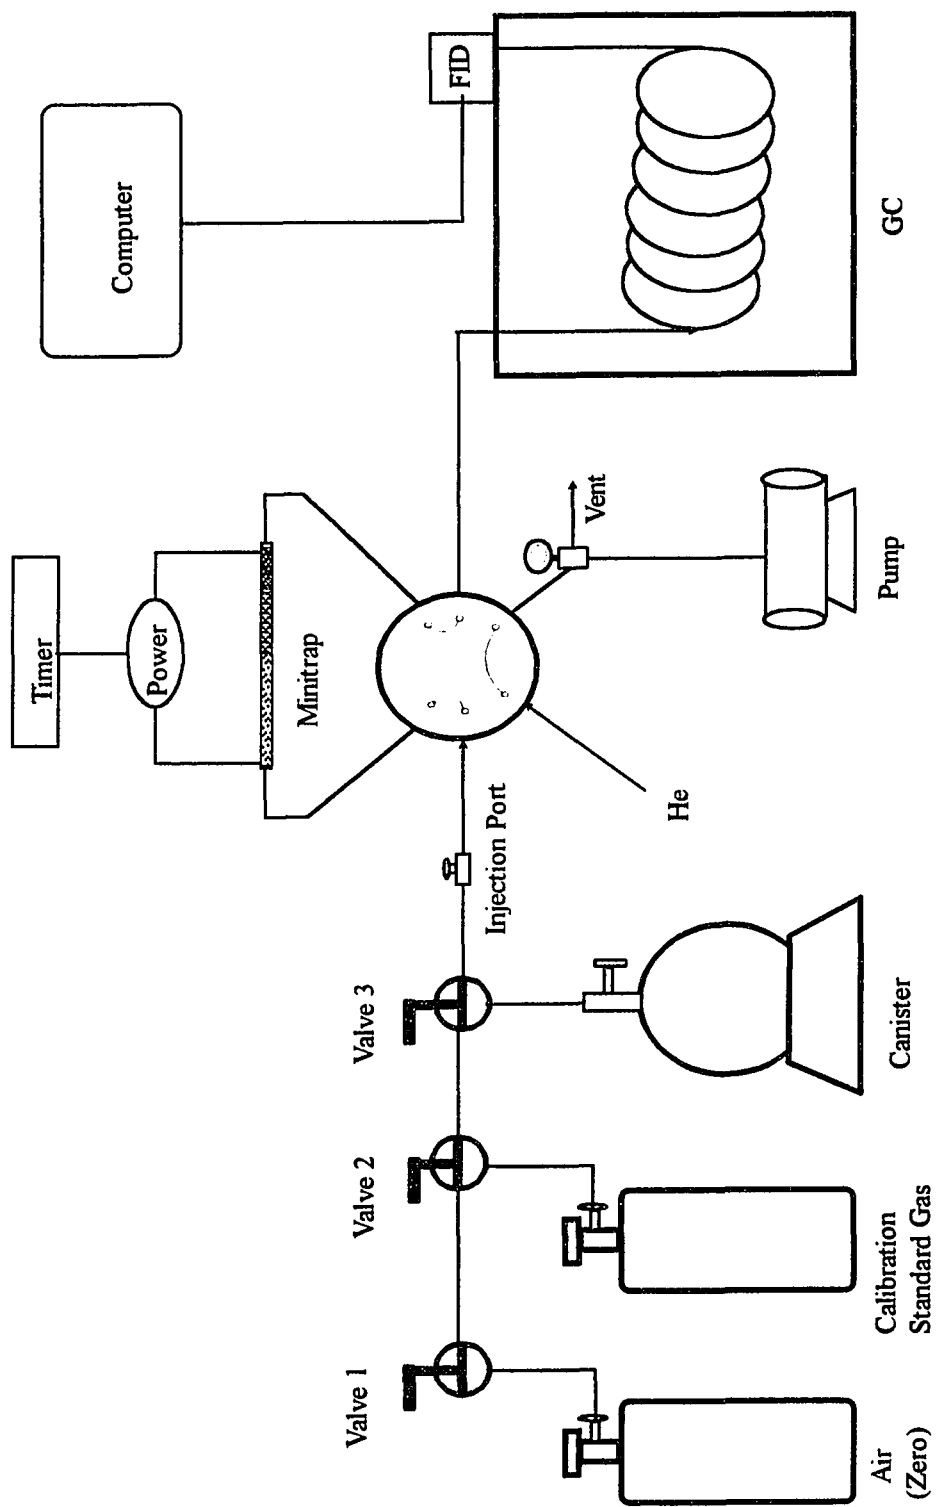 Timer
Power
Minitrap
Computer
FID
GC
Valve 1
Valve 2
Valve 3
Injection Port
He
Vent
Pump
Canister
Calibration
Standard Gas
Air
(Zero)